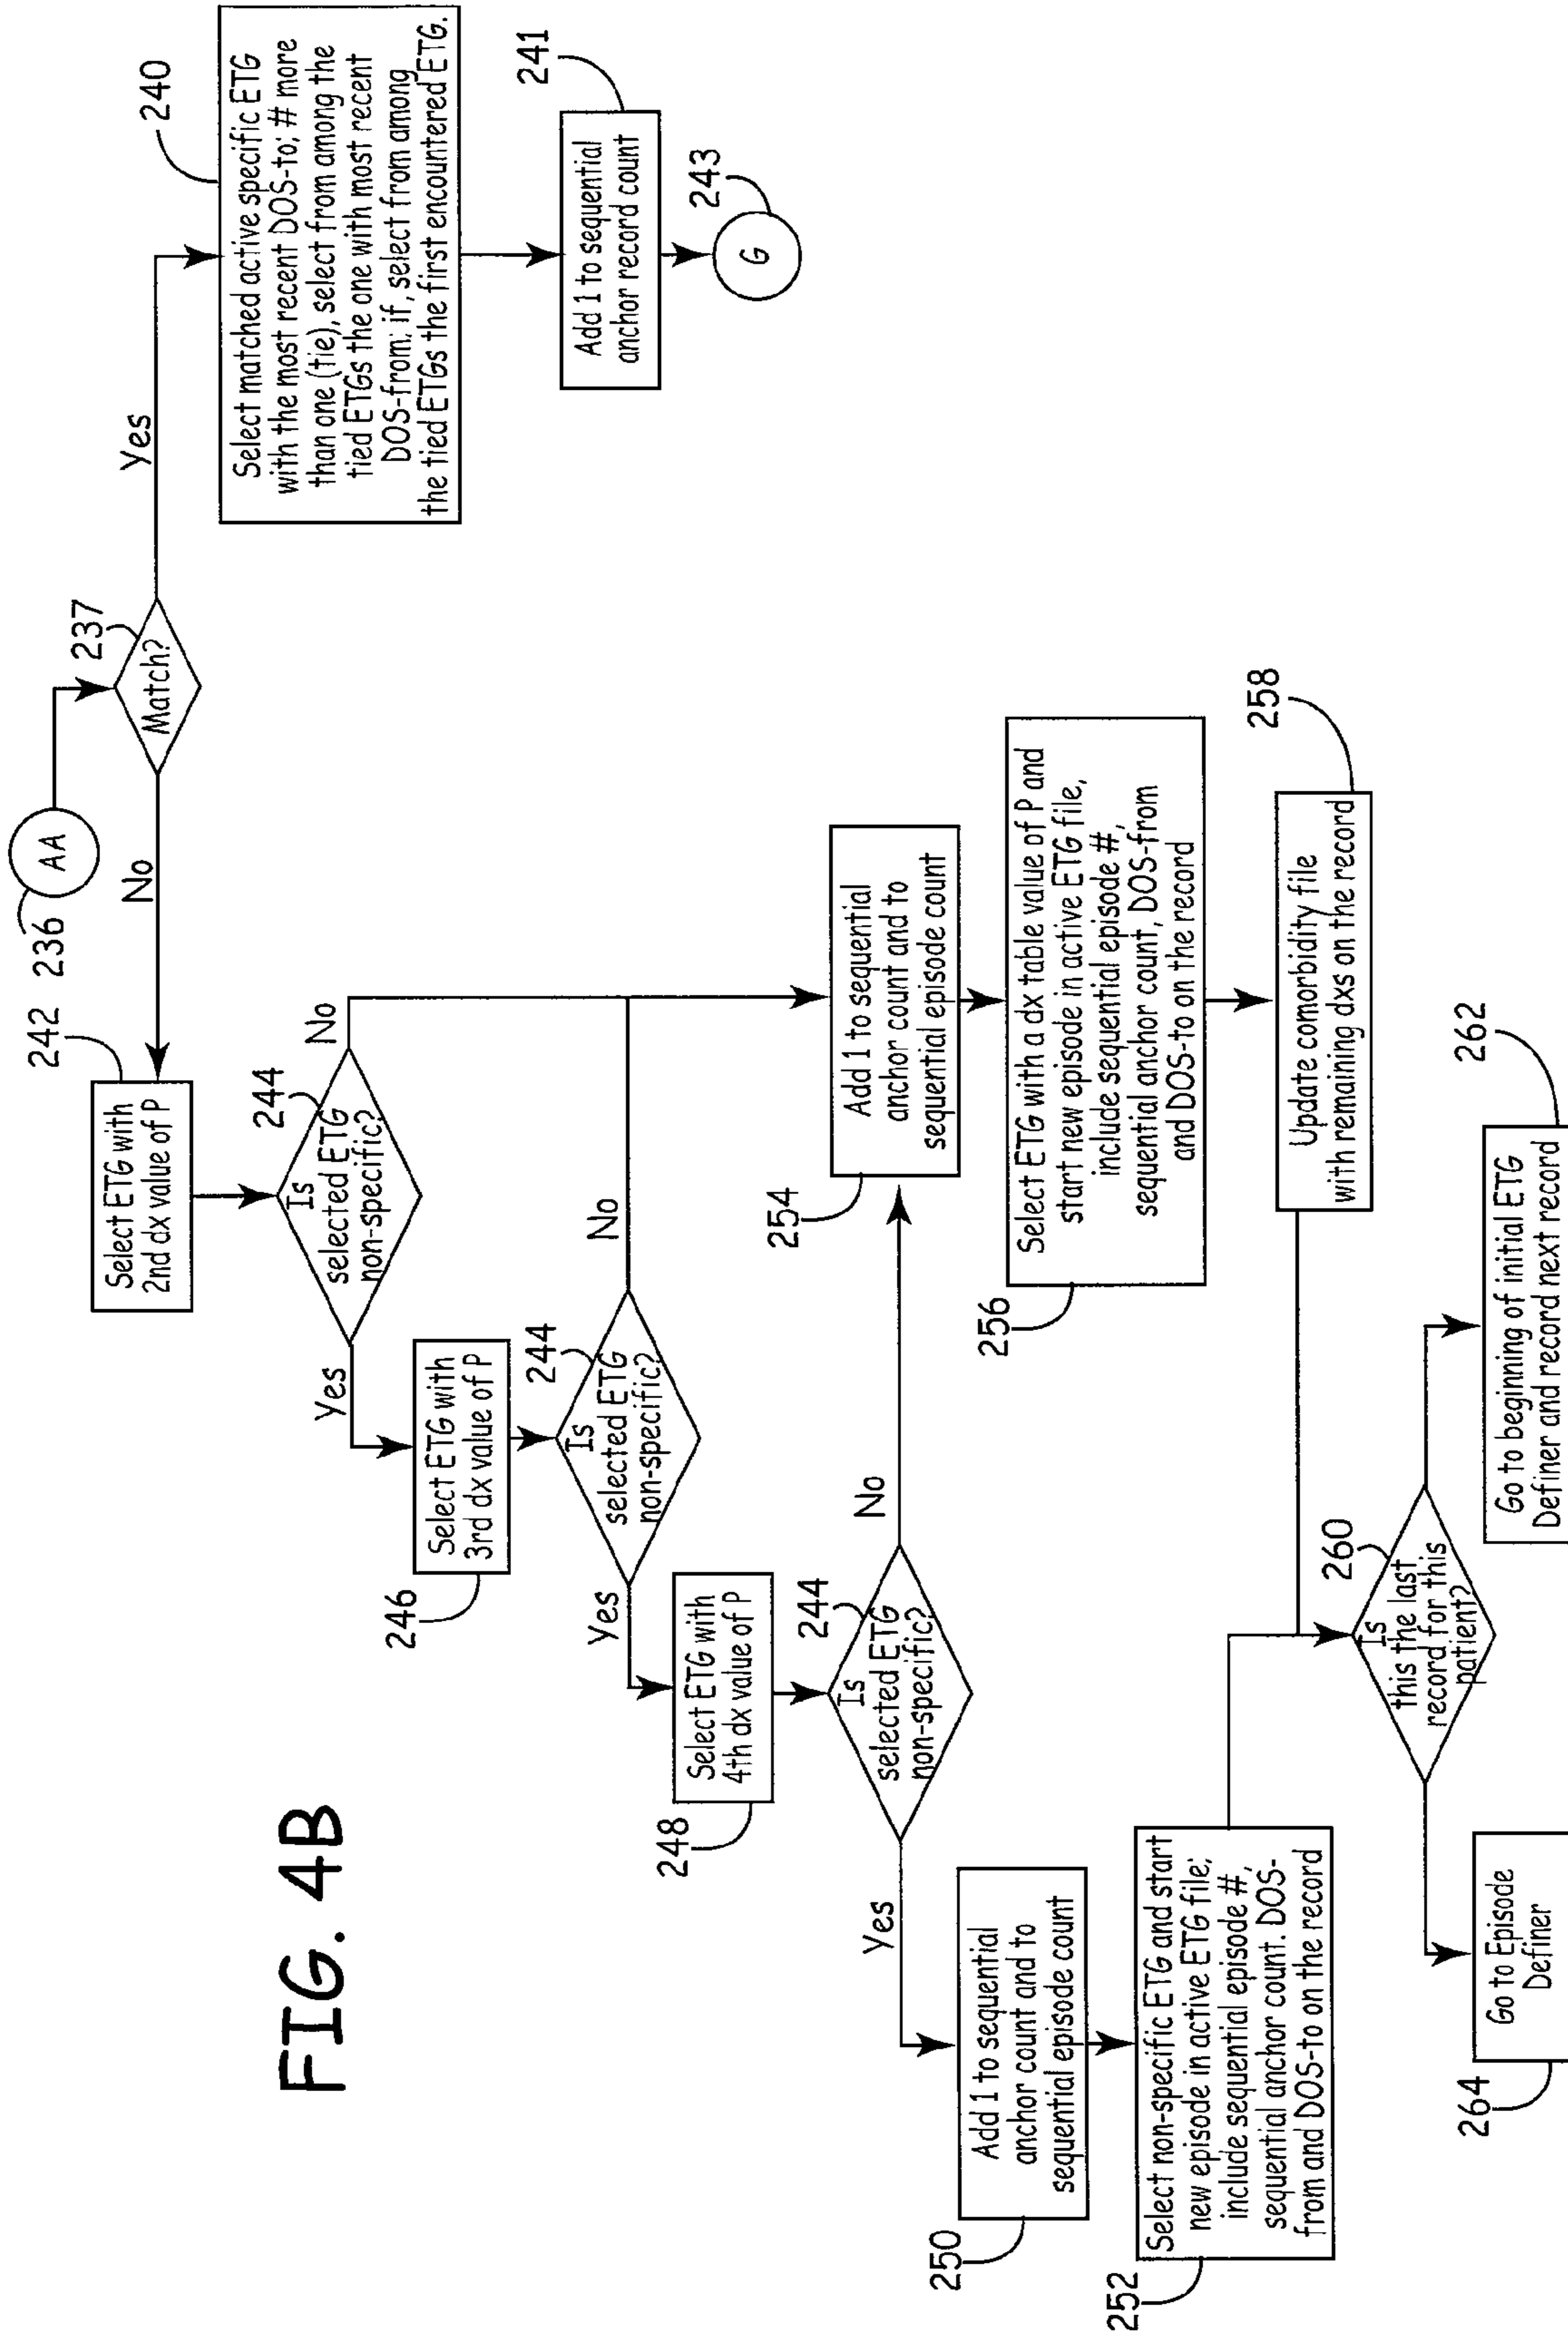 FIG. 4B
236
AA
237
Match?
Yes
No
240
Select matched active specific ETG
with the most recent DOS-to; # more
than one (tie), select from among the
tied ETGs the one with most recent
DOS-from; if, select from among
the tied ETGs the first encountered ETG.
241
Add 1 to sequential
anchor record count
243
G
242
Select ETG with
2nd dx value of P
244
Is
selected ETG
non-specific?
No
Yes
246
Select ETG with
3rd dx value of P
244
Is
selected ETG
non-specific?
No
Yes
248
Select ETG with
4th dx value of P
244
Is
selected ETG
non-specific?
No
Yes
254
Add 1 to sequential
anchor count and to
sequential episode count
256
Select ETG with a dx table value of P and
start new episode in active ETG file,
include sequential episode #,
sequential anchor count, DOS-from
and DOS-to on the record
258
Update comorbidity file
with remaining dxs on the record
250
Add 1 to sequential
anchor count and to
sequential episode count
252
Select non-specific ETG and start
new episode in active ETG file;
include sequential episode #,
sequential anchor count. DOS-
from and DOS-to on the record
260
Is
this the last
record for this
patient?
262
Go to beginning of initial ETG
Definer and record next record
264
Go to Episode
Definer